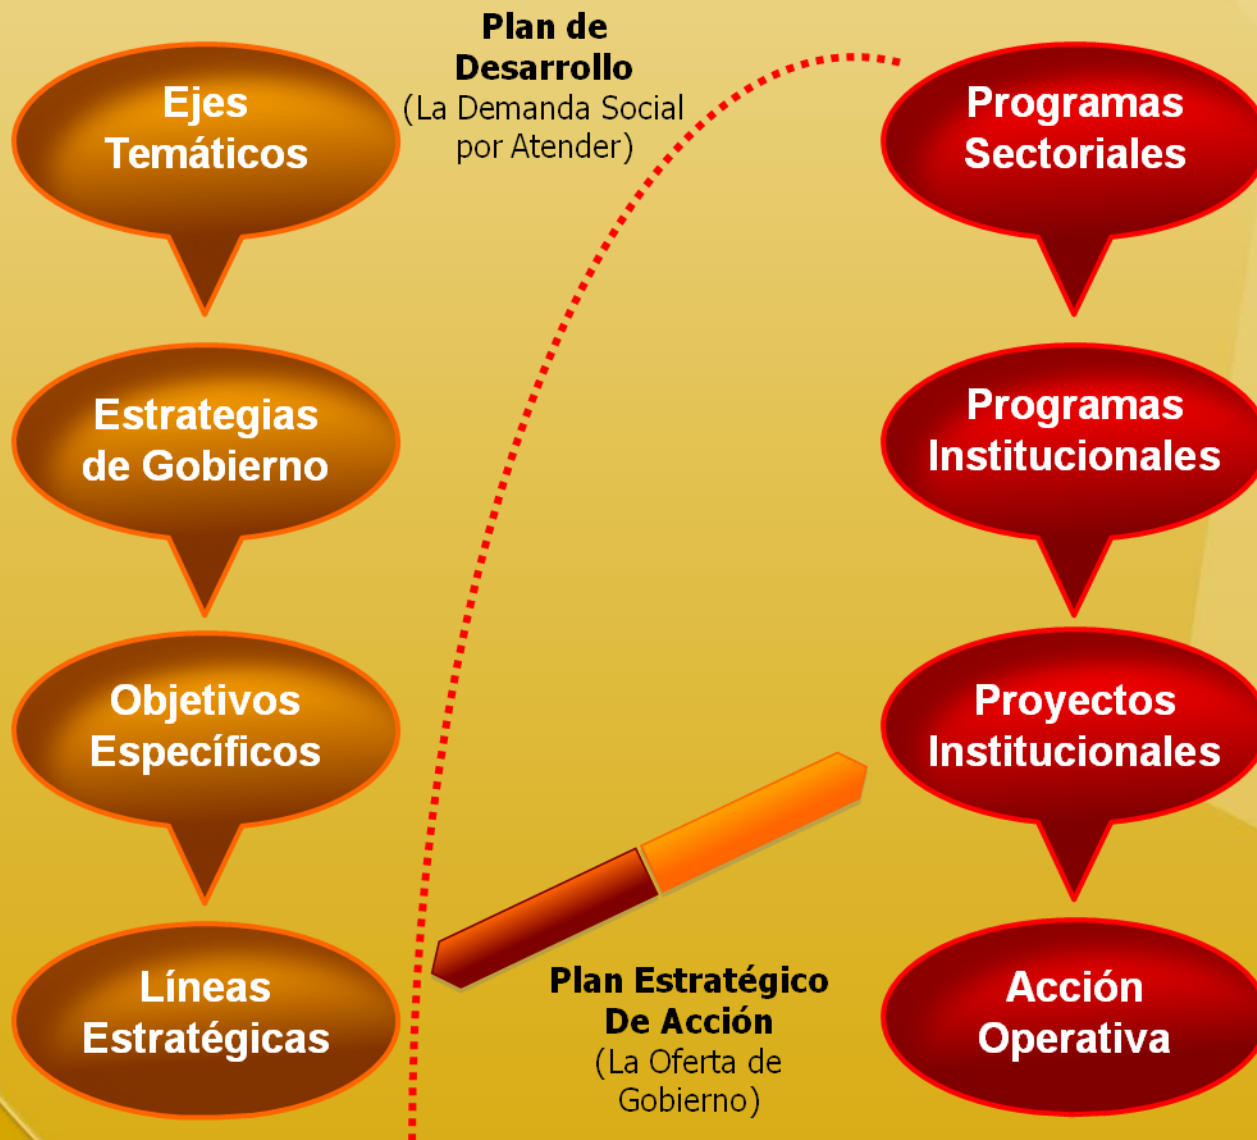 Plan de
Desarrollo
(La Demanda Social
por Atender)
Ejes
Temáticos
Estrategias
de Gobierno
Objetivos
Específicos
Líneas
Estratégicas
Programas
Sectoriales
Programas
Institucionales
Proyectos
Institucionales
Acción
Operativa
Plan Estratégico
De Acción
(La Oferta de
Gobierno)